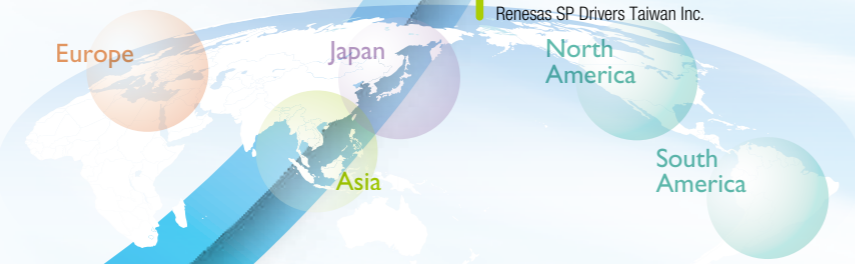 Renesas SP Drivers Taiwan Inc.
Europe
Japan
North
America
Asia
South
America